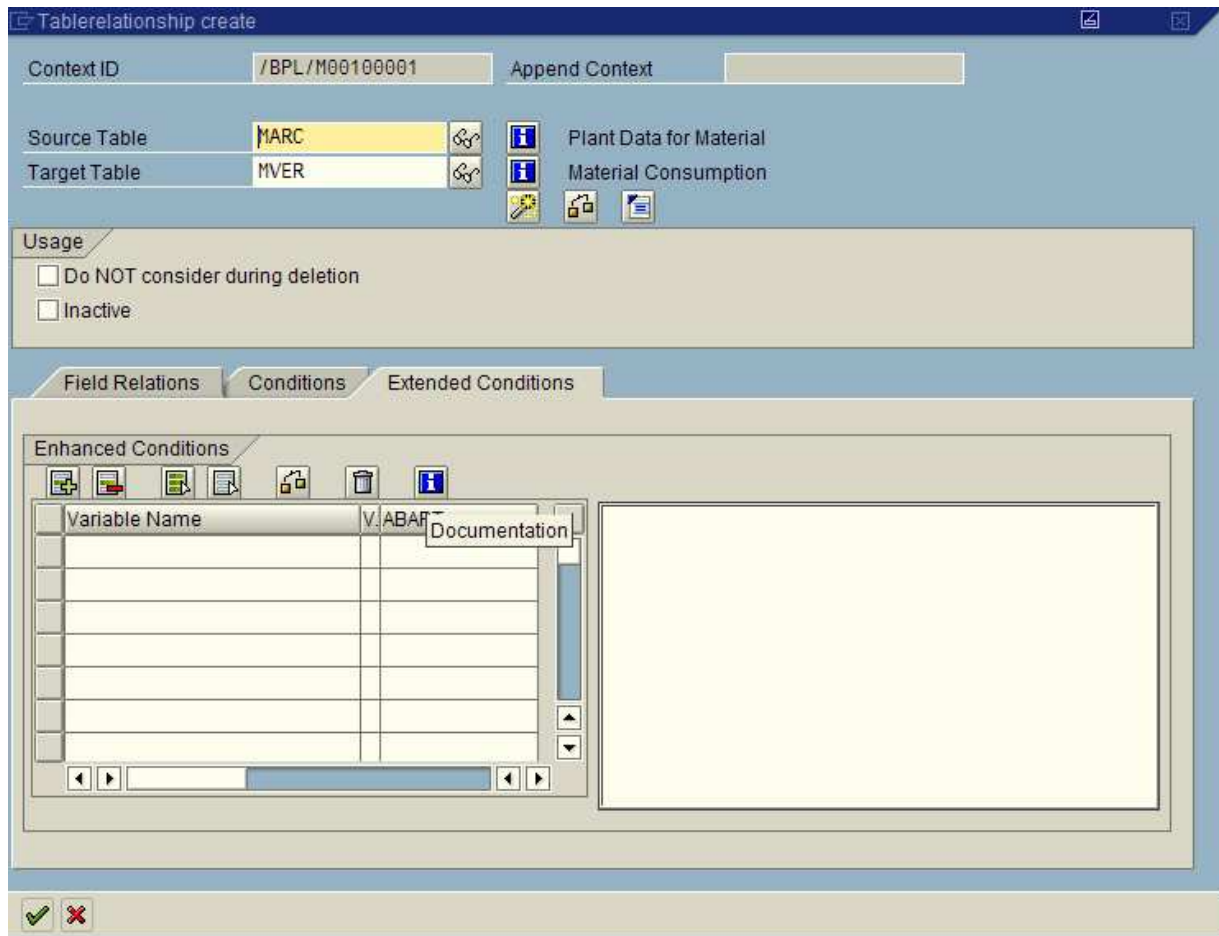 Tablerelationship create
Context ID /BPL/M00100001 Append Context
Source Table MARC Plant Data for Material
Target Table MVER Material Consumption
Usage
Do NOT consider during deletion
Inactive
Field Relations Conditions Extended Conditions
Enhanced Conditions
Variable Name V.
Documentation